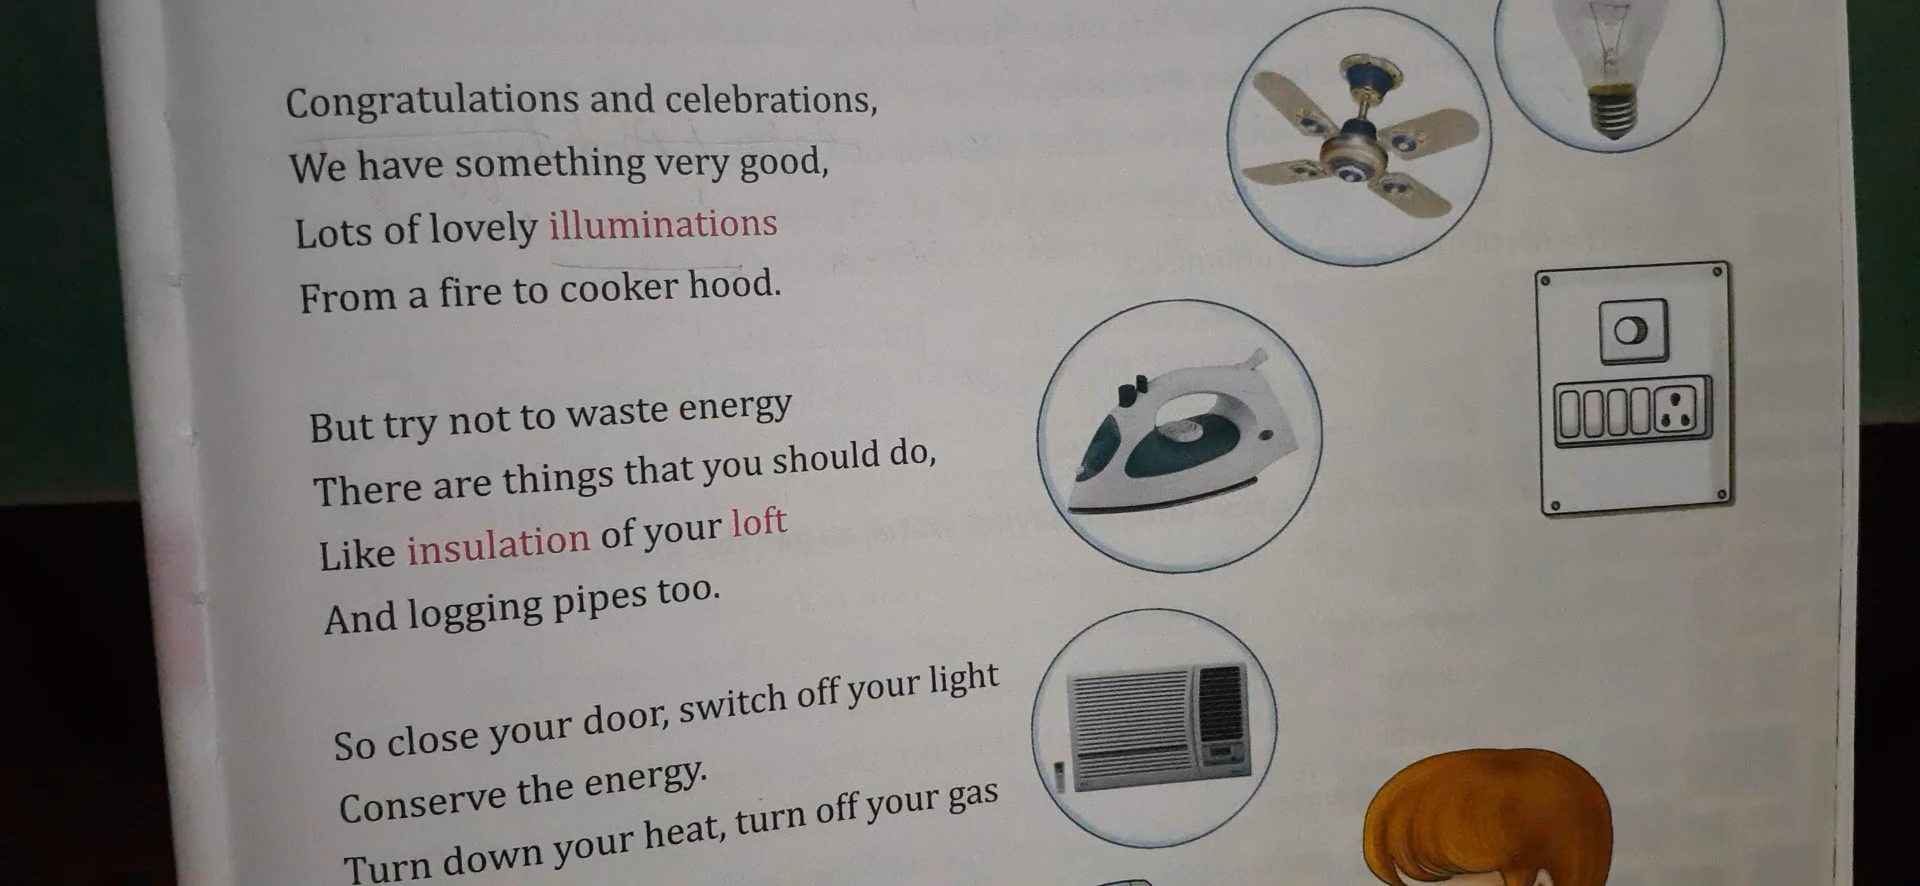 Congratulations and celebrations,
We have something very good,
Lots of lovely illuminations
From a fire to cooker hood.
But try not to waste energy
There are things that you should do,
Like insulation of your loft
And logging pipes too.
So close your door, switch off your light
Conserve the energy.
Turn down your heat, turn off your gas